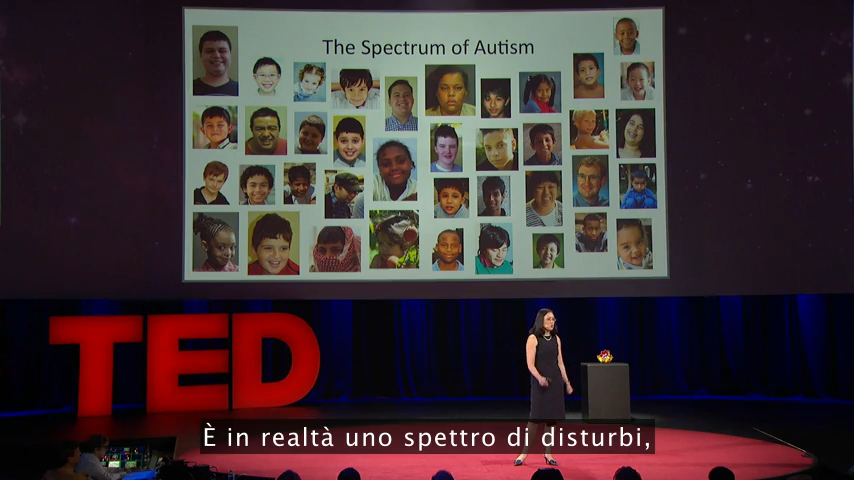 The Spectrum of Autism
TED
È in realtà uno spettro di disturbi,